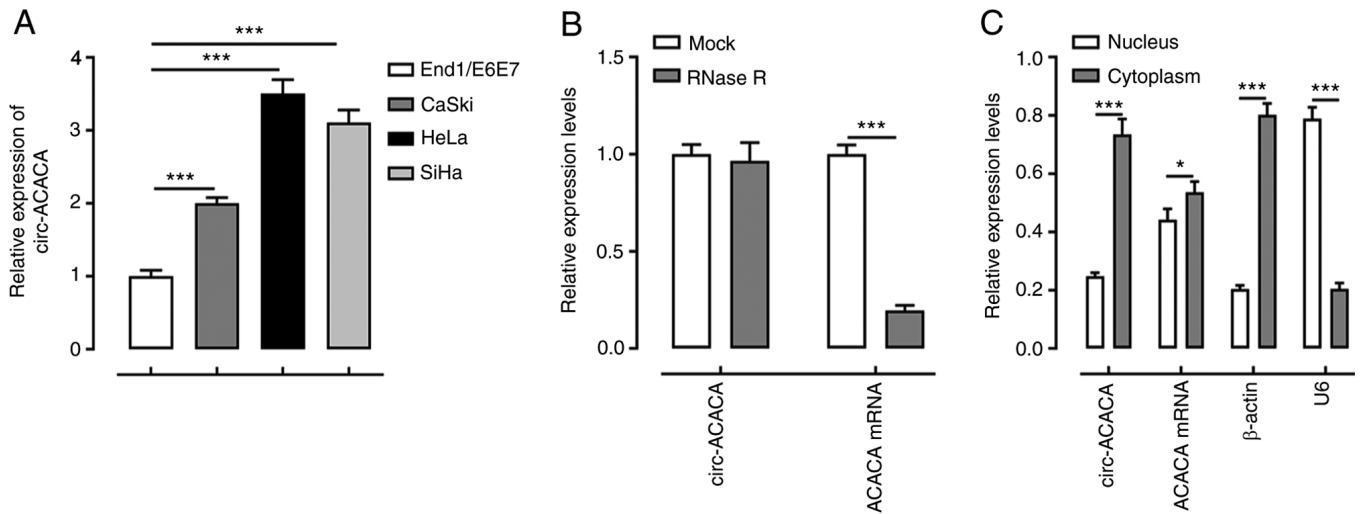 A
Relative expression of
circ-ACACA
4
3
2
1
0
***
***
***
End1/E6E7
CaSki
HeLa
SiHa
B
Relative expression levels
1.5
1.0
0.5
0.0
Mock
RNase R
***
circ-ACACA
ACACA mRNA
C
Relative expression levels
1.0
0.8
0.6
0.4
0.2
0.0
Nucleus
Cytoplasm
***
*
***
***
circ-ACACA
ACACA mRNA
β-actin
U6